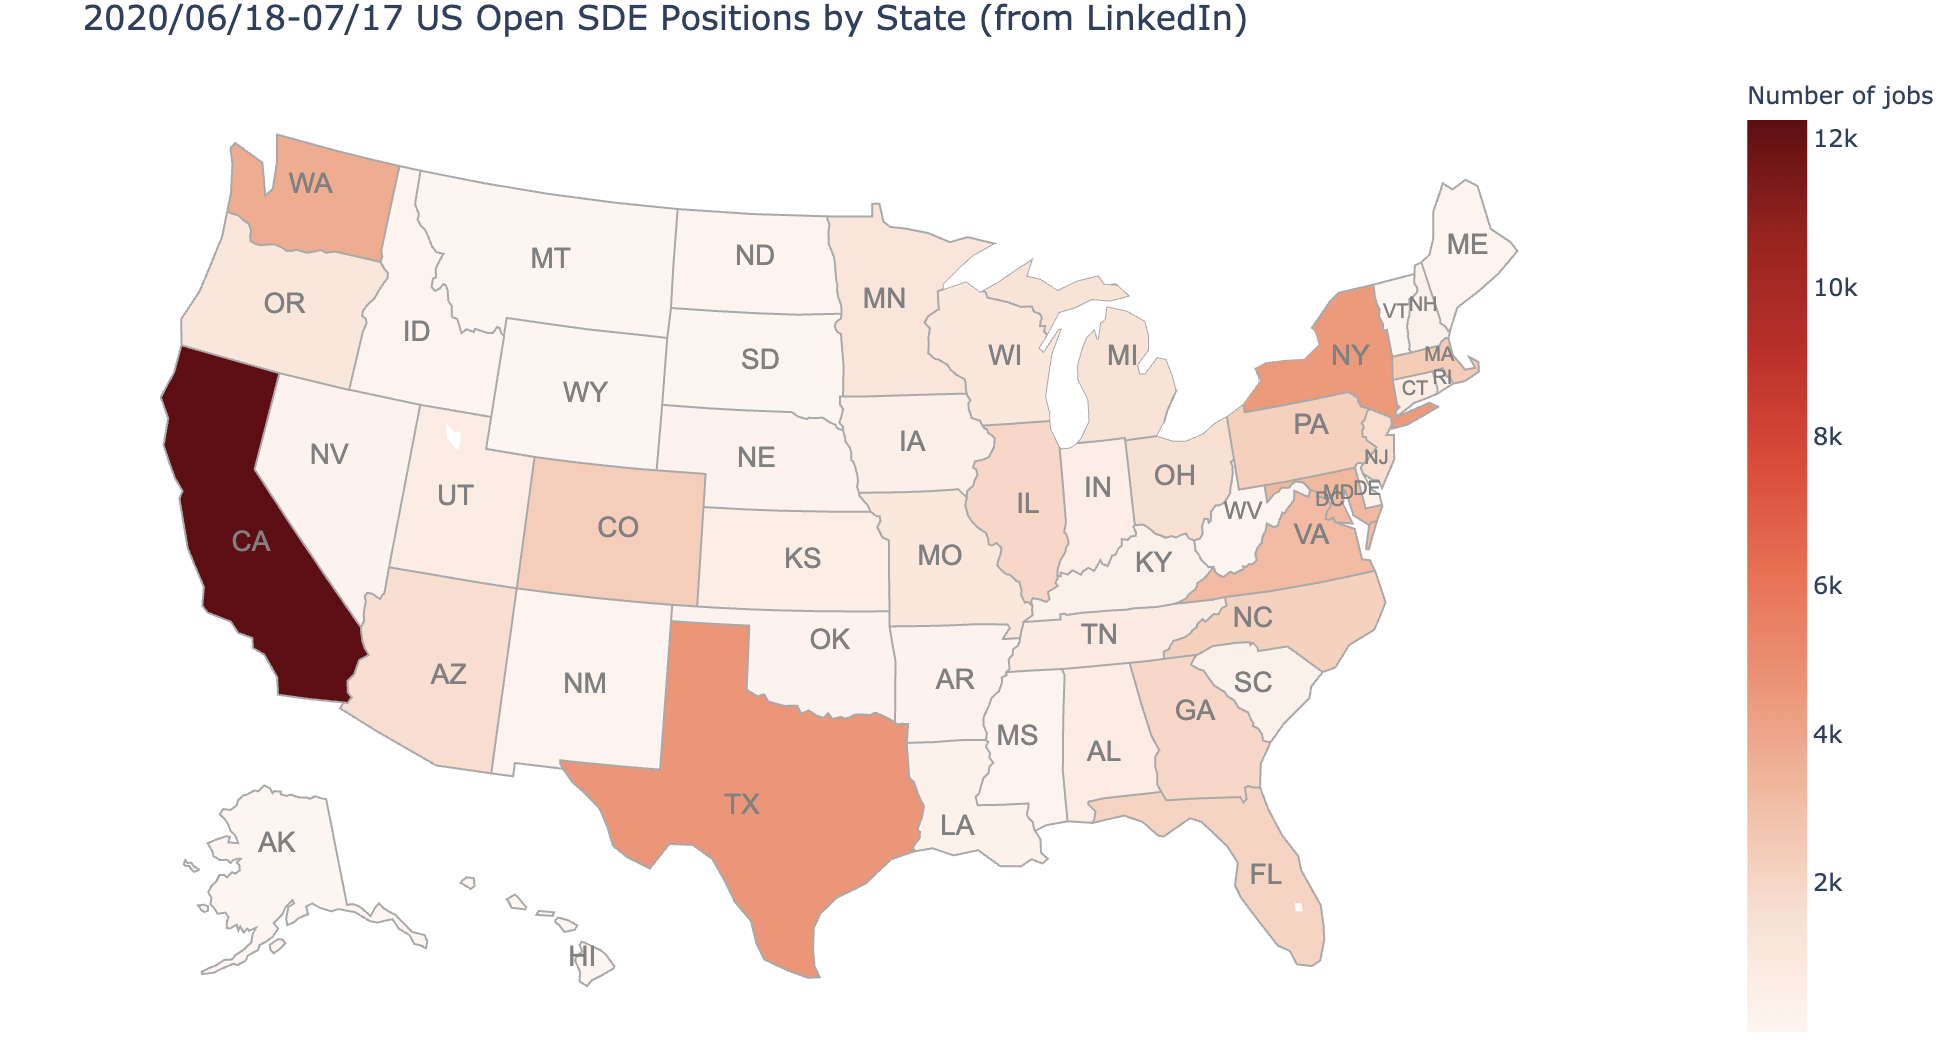 2020/06/18-07/17 US Open SDE Positions by State (from LinkedIn)
Number of jobs
12k
10k
8k
6k
4k
2k
WA
MT
ND
MN
ME
OR
ID
SD
WI
MI
NY
VT
NH
MA
WY
RI
CT
NV
NE
IA
PA
UT
IL
IN
OH
NJ
CO
KS
MO
WV
MD
DE
DC
CA
KY
VA
AZ
NM
OK
AR
TN
NC
SC
TX
LA
MS
AL
GA
FL
AK
HI